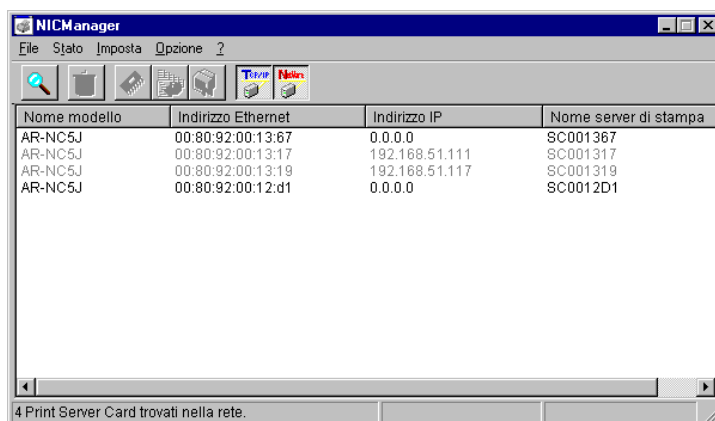 NICManager
File Stato Imposta Opzione ?
TCP/IP NetWare
Nome modello Indirizzo Ethernet Indirizzo IP Nome server di stampa
AR-NC5J 00:80:92:00:13:67 0.0.0.0 SC001367
AR-NC5J 00:80:92:00:13:17 192.168.51.111 SC001317
AR-NC5J 00:80:92:00:13:19 192.168.51.117 SC001319
AR-NC5J 00:80:92:00:12:d1 0.0.0.0 SC0012D1
4 Print Server Card trovati nella rete.